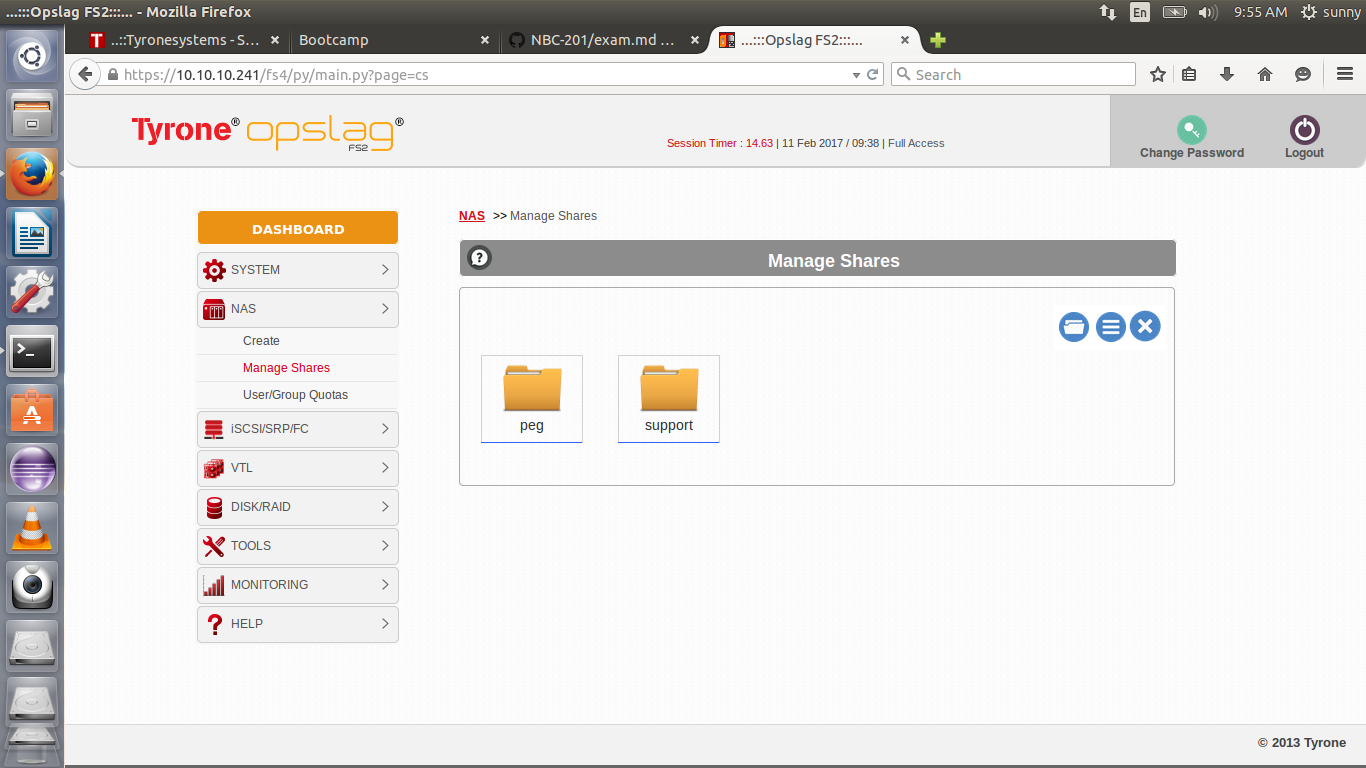 ...:::Opslag FS2:::... - Mozilla Firefox
En
9:55 AM
sunny
..::Tyronesystems - S...
Bootcamp
NBC-201/exam.md ...
...:::Opslag FS2:::...
https://10.10.10.241/fs4/py/main.py?page=cs
Search
Tyrone® opslag®
FS2
Session Timer : 14.63 | 11 Feb 2017 / 09:38 | Full Access
Change Password
Logout
DASHBOARD
SYSTEM
NAS
Create
Manage Shares
User/Group Quotas
iSCSI/SRP/FC
VTL
DISK/RAID
TOOLS
MONITORING
HELP
NAS >> Manage Shares
Manage Shares
peg
support
© 2013 Tyrone